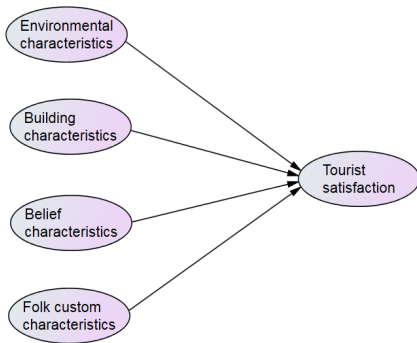 Environmental
characteristics
Building
characteristics
Tourist
satisfaction
Belief
characteristics
Folk custom
characteristics